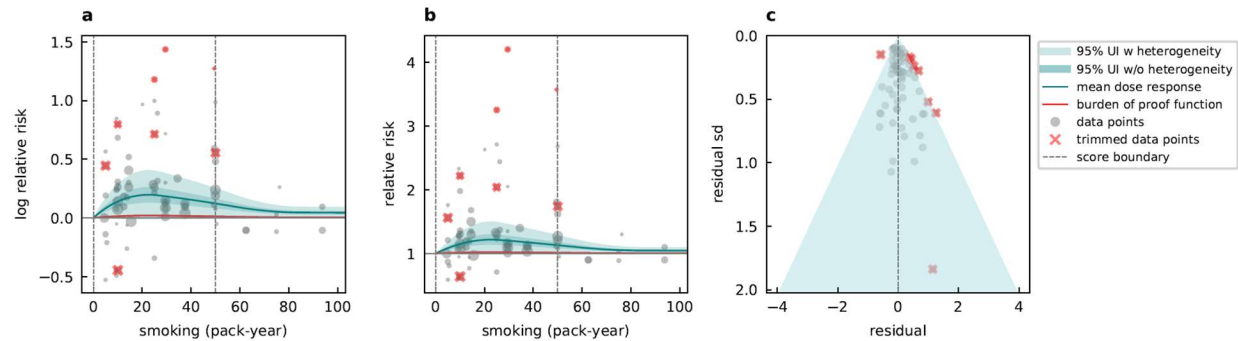 a
1.5
1.0
0.5
0.0
−0.5
log relative risk
0 20 40 60 80 100
smoking (pack-year)
b
4
3
2
1
relative risk
0 20 40 60 80 100
smoking (pack-year)
c
0.0
0.5
1.0
1.5
2.0
residual sd
−4 −2 0 2 4
residual
95% UI w heterogeneity
95% UI w/o heterogeneity
mean dose response
burden of proof function
data points
trimmed data points
score boundary